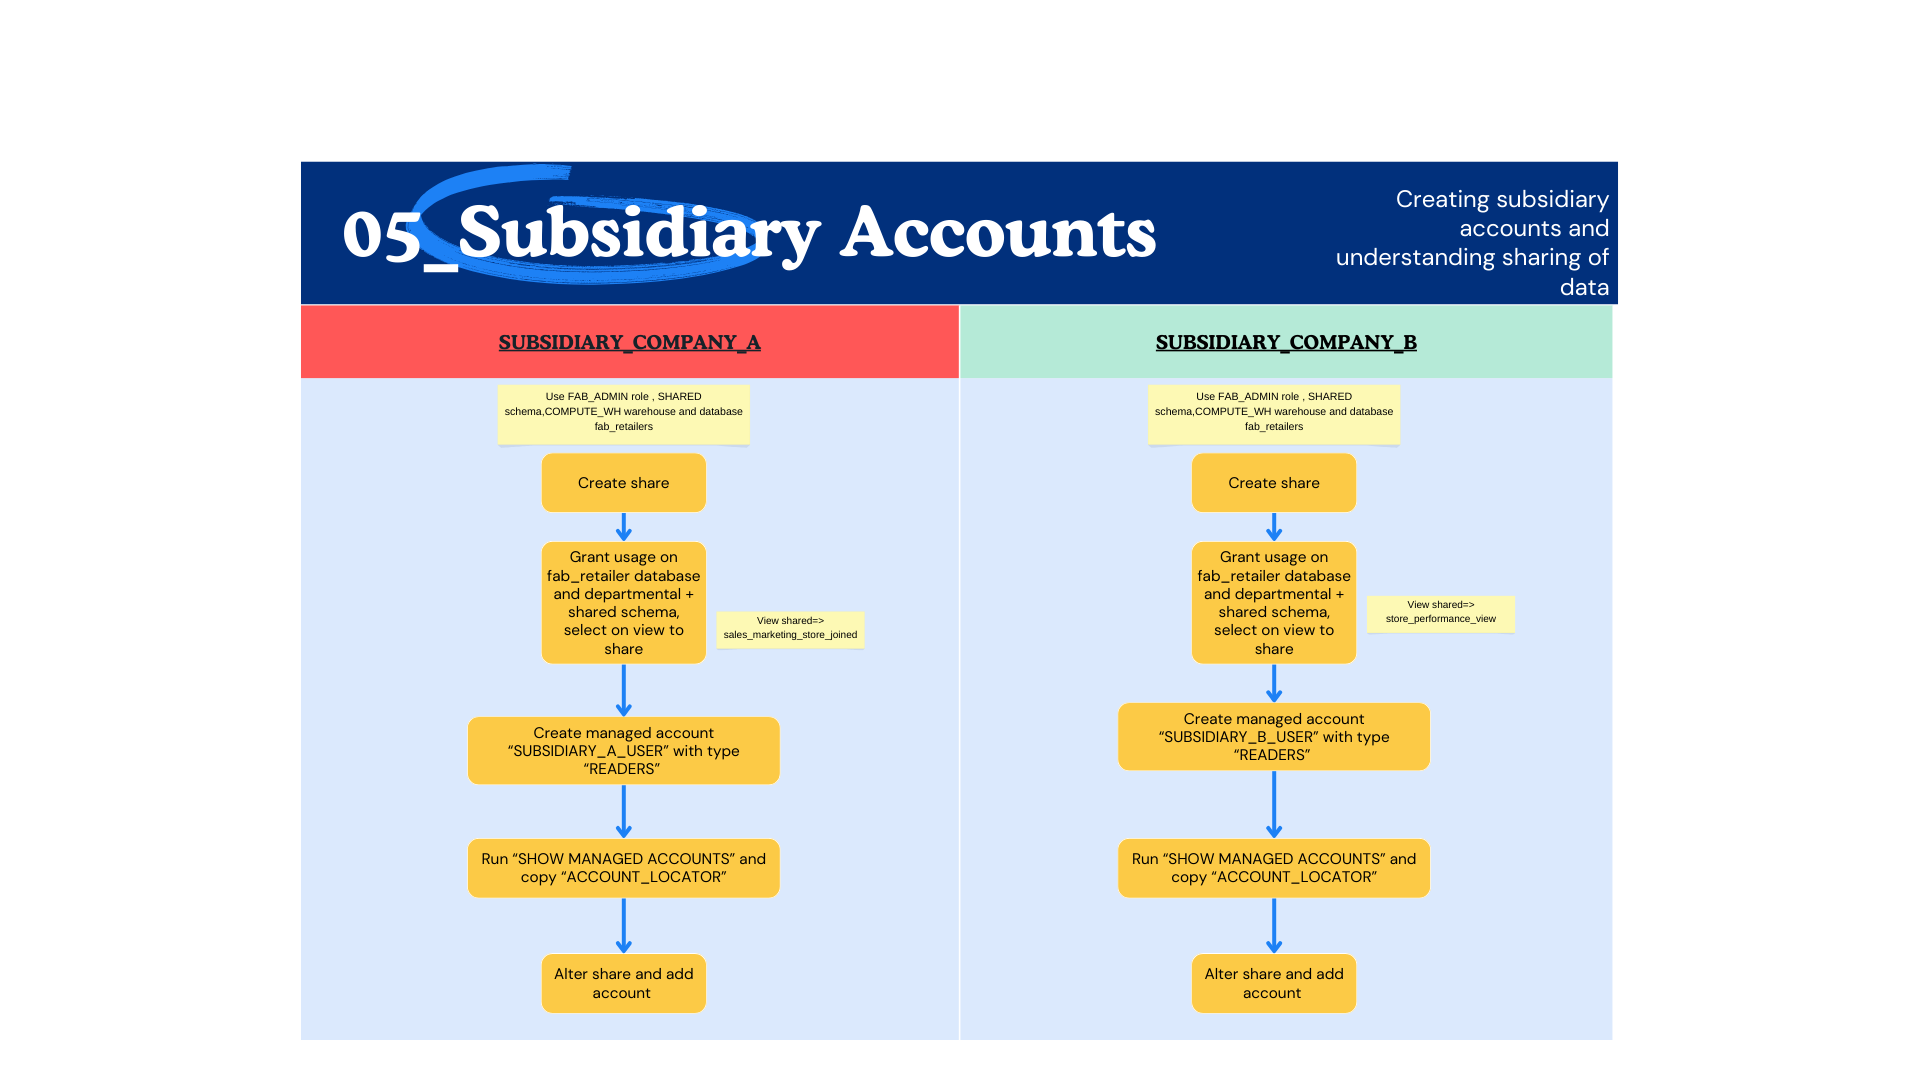 05_Subsidiary Accounts
Creating subsidiary
accounts and
understanding sharing of
data
SUBSIDIARY_COMPANY_A
Use FAB_ADMIN role , SHARED
schema,COMPUTE_WH warehouse and database
fab_retailers
Create share
Grant usage on
fab_retailer database
and departmental +
shared schema,
select on view to
share
View shared=>
sales_marketing_store_joined
Create managed account
“SUBSIDIARY_A_USER” with type
“READERS”
Run “SHOW MANAGED ACCOUNTS” and
copy “ACCOUNT_LOCATOR”
Alter share and add
account
SUBSIDIARY_COMPANY_B
Use FAB_ADMIN role , SHARED
schema,COMPUTE_WH warehouse and database
fab_retailers
Create share
Grant usage on
fab_retailer database
and departmental +
shared schema,
select on view to
share
View shared=>
store_performance_view
Create managed account
“SUBSIDIARY_B_USER” with type
“READERS”
Run “SHOW MANAGED ACCOUNTS” and
copy “ACCOUNT_LOCATOR”
Alter share and add
account